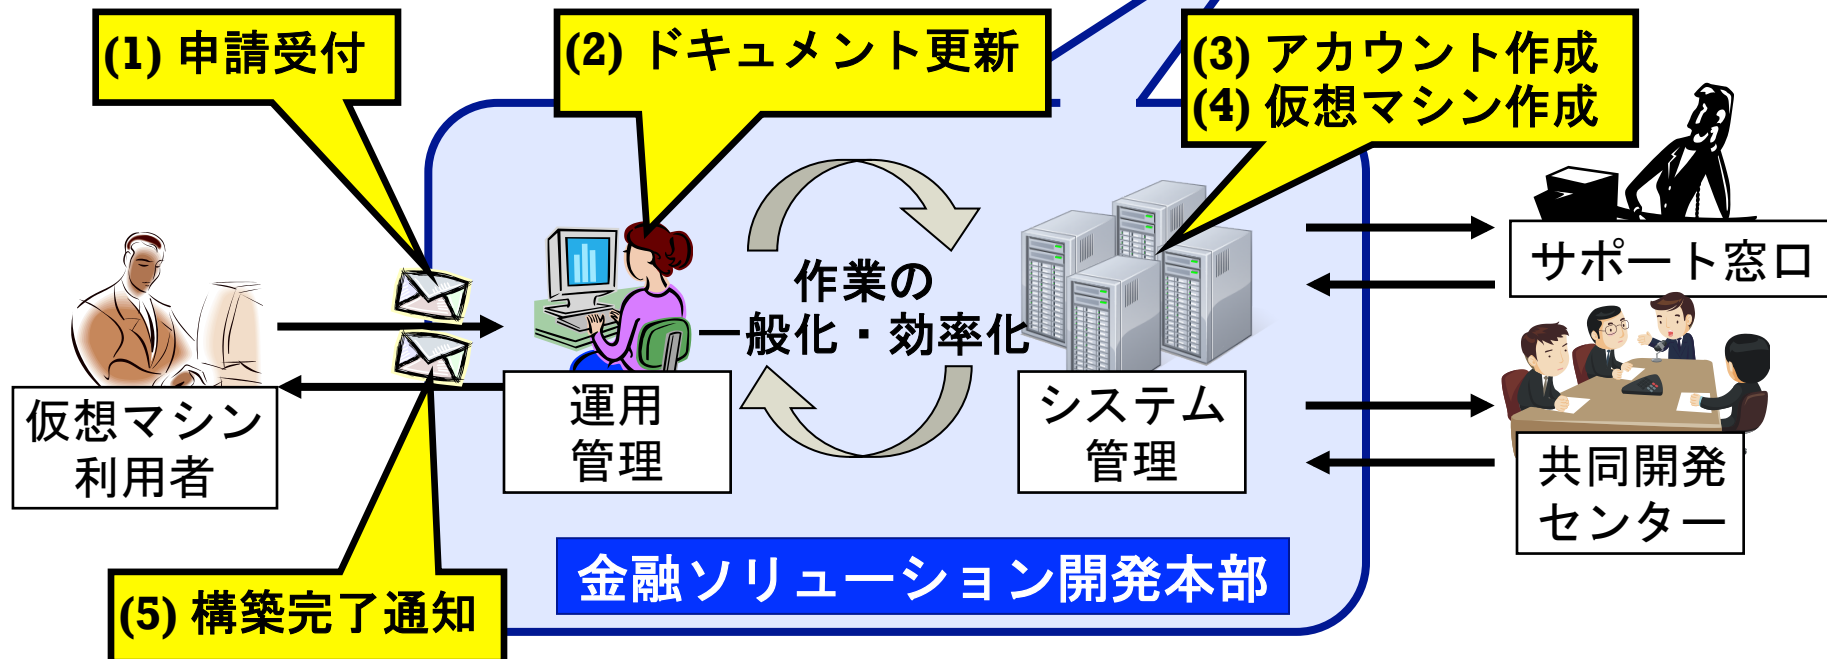 (1) 申請受付
(2) ドキュメント更新
(3) アカウント作成
(4) 仮想マシン作成
サポート窓口
作業の
一般化・効率化
仮想マシン
利用者
運用
管理
システム
管理
共同開発
センター
金融ソリューション開発本部
(5) 構築完了通知